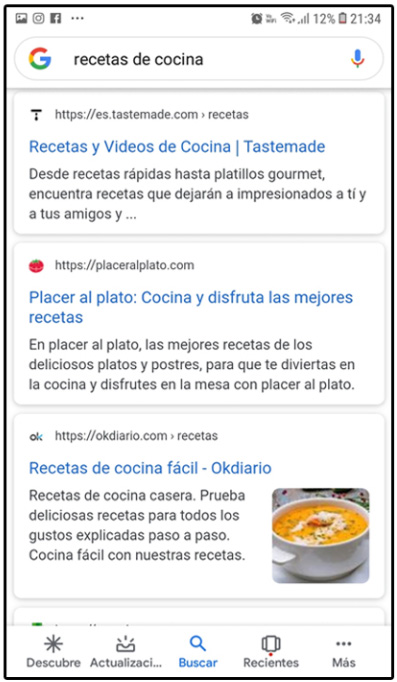 12% 21:34
recetas de cocina
https://es.tastemade.com › recetas
Recetas y Videos de Cocina | Tastemade
Desde recetas rápidas hasta platillos gourmet,
encuentra recetas que dejarán a impresionados a tí y
a tus amigos y ...
https://placeralplato.com
Placer al plato: Cocina y disfruta las mejores
recetas
En placer al plato, las mejores recetas de los
deliciosos platos y postres, para que te diviertas en
la cocina y disfrutes en la mesa con placer al plato.
ok https://okdiario.com › recetas
Recetas de cocina fácil - Okdiario
Recetas de cocina casera. Prueba
deliciosas recetas para todos los
gustos explicadas paso a paso.
Cocina fácil con nuestras recetas.
Descubre Actualizaci... Buscar Recientes Más